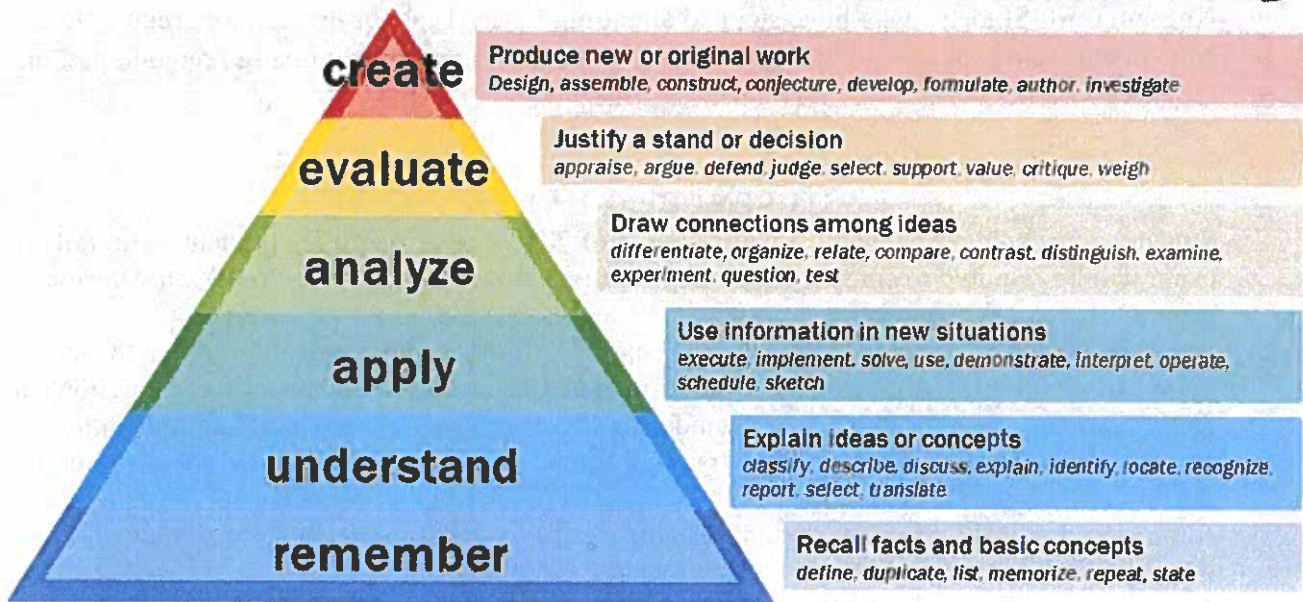 create
Produce new or original work
Design, assemble, construct, conjecture, develop, formulate, author, investigate
evaluate
Justify a stand or decision
appraise, argue, defend, judge, select, support, value, critique, weigh
analyze
Draw connections among ideas
differentiate, organize, relate, compare, contrast, distinguish, examine,
experiment, question, test
apply
Use information in new situations
execute, implement, solve, use, demonstrate, interpret, operate,
schedule, sketch
understand
Explain ideas or concepts
classify, describe, discuss, explain, identify, locate, recognize,
report, select, translate
remember
Recall facts and basic concepts
define, duplicate, list, memorize, repeat, state